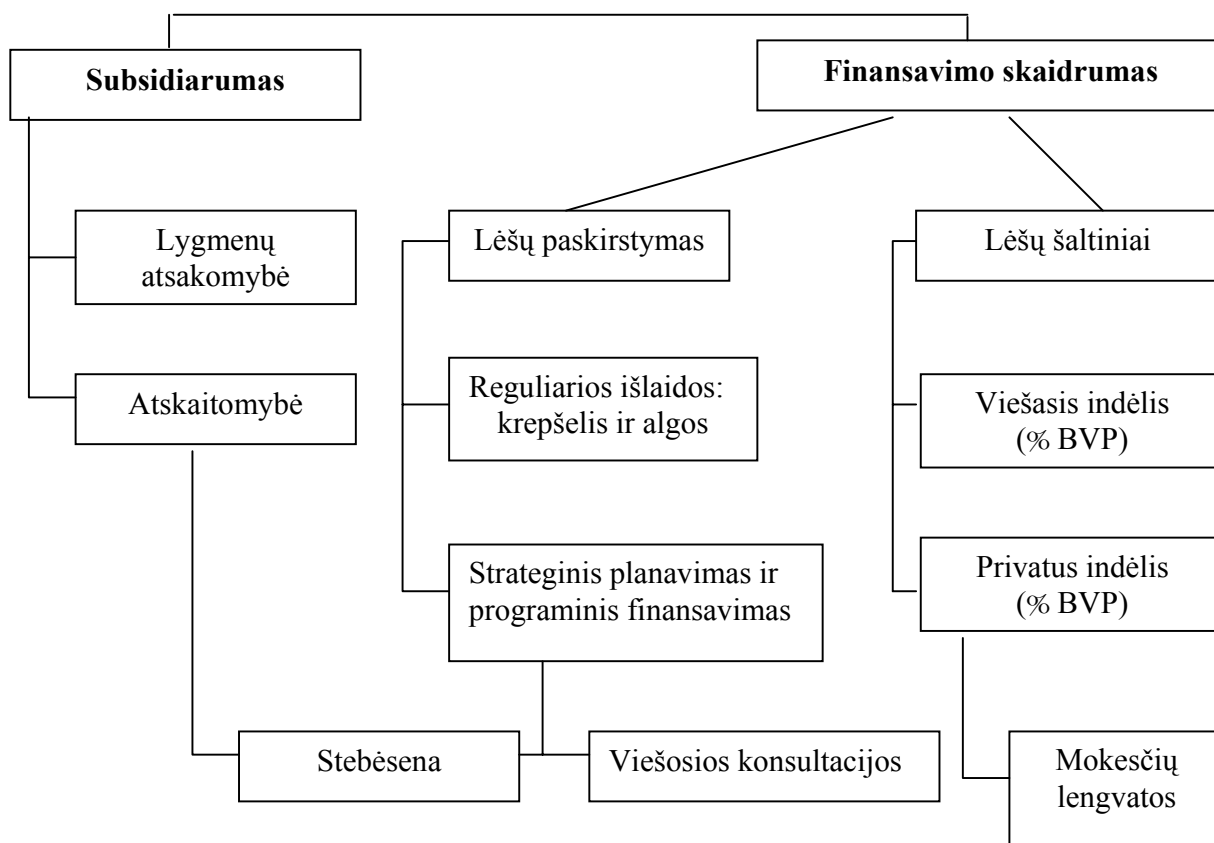 Subsidiarumas
Finansavimo skaidrumas
Lygmenų
atsakomybė
Lėšų paskirstymas
Lėšų šaltiniai
Atskaitomybė
Reguliarios išlaidos:
krepšelis ir algos
Viešasis indėlis
(% BVP)
Strateginis planavimas ir
programinis finansavimas
Privatus indėlis
(% BVP)
Stebėsena
Viešosios konsultacijos
Mokesčių
lengvatos